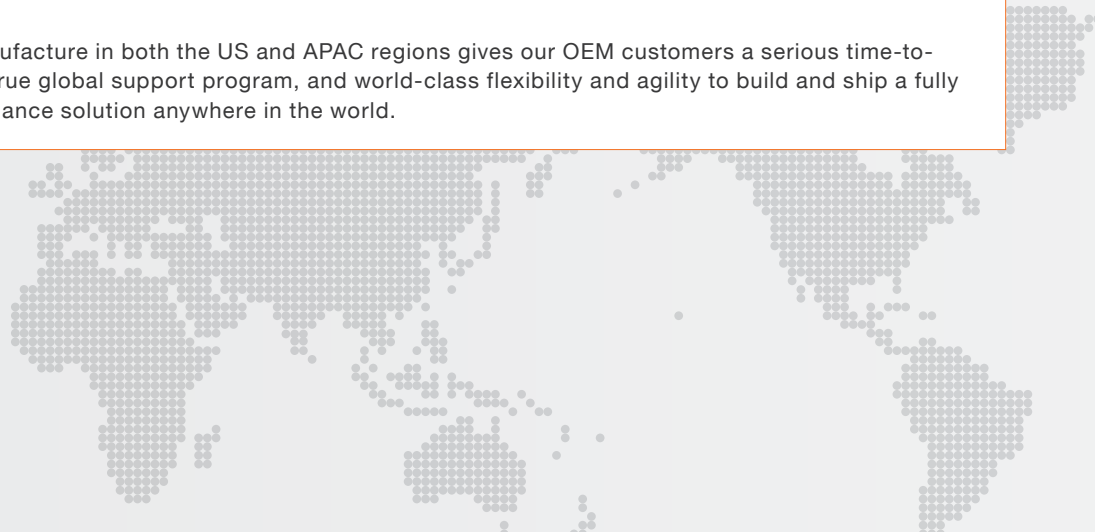 ufacture in both the US and APAC regions gives our OEM customers a serious time-to-
rue global support program, and world-class flexibility and agility to build and ship a fully
ance solution anywhere in the world.